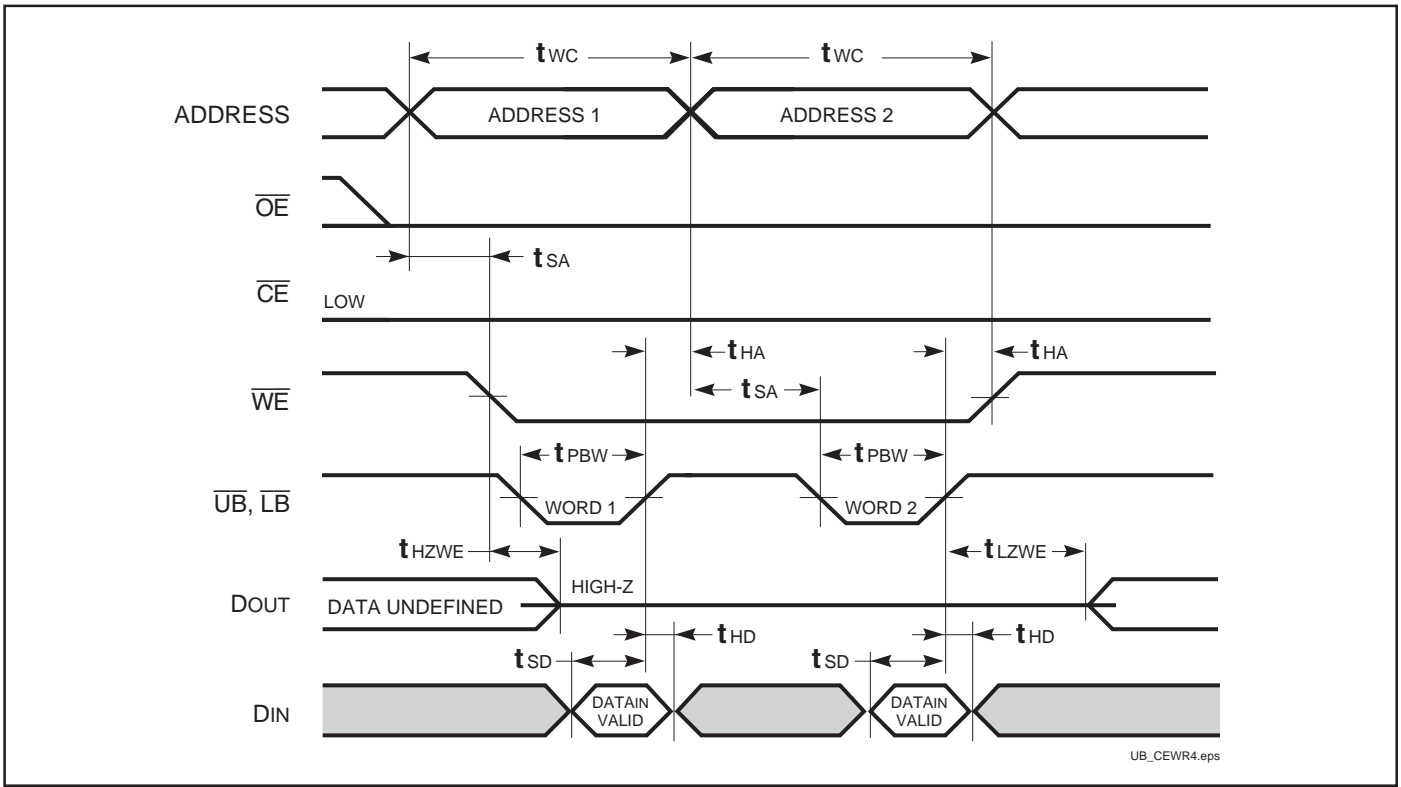 tWC tWC
ADDRESS ADDRESS 1 ADDRESS 2
OE
tSA
CE LOW
tHA tHA
WE tSA
tPBW tPBW
UB, LB WORD 1 WORD 2
tHZWE tLZWE
HIGH-Z
DOUT DATA UNDEFINED
tHD tHD
tSD tSD
DIN DATAIN VALID DATAIN VALID
UB_CEWR4.eps